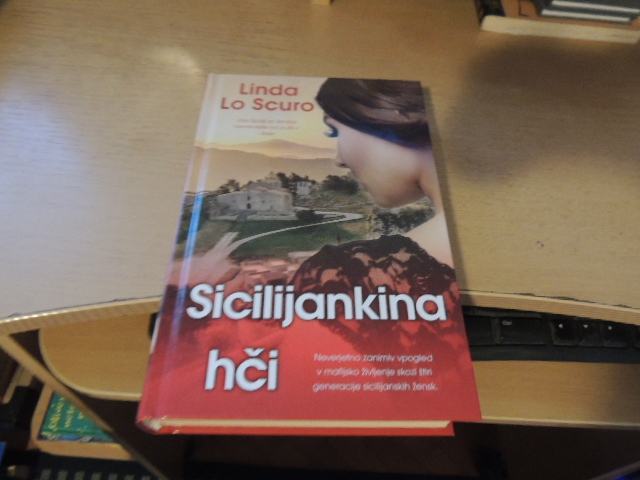 Linda
Lo Scuro
Sicilijankina
hči
Neverjetno zanimiv vpogled
v mafijsko življenje skozi štiri
generacije sicilijanskih žensk.